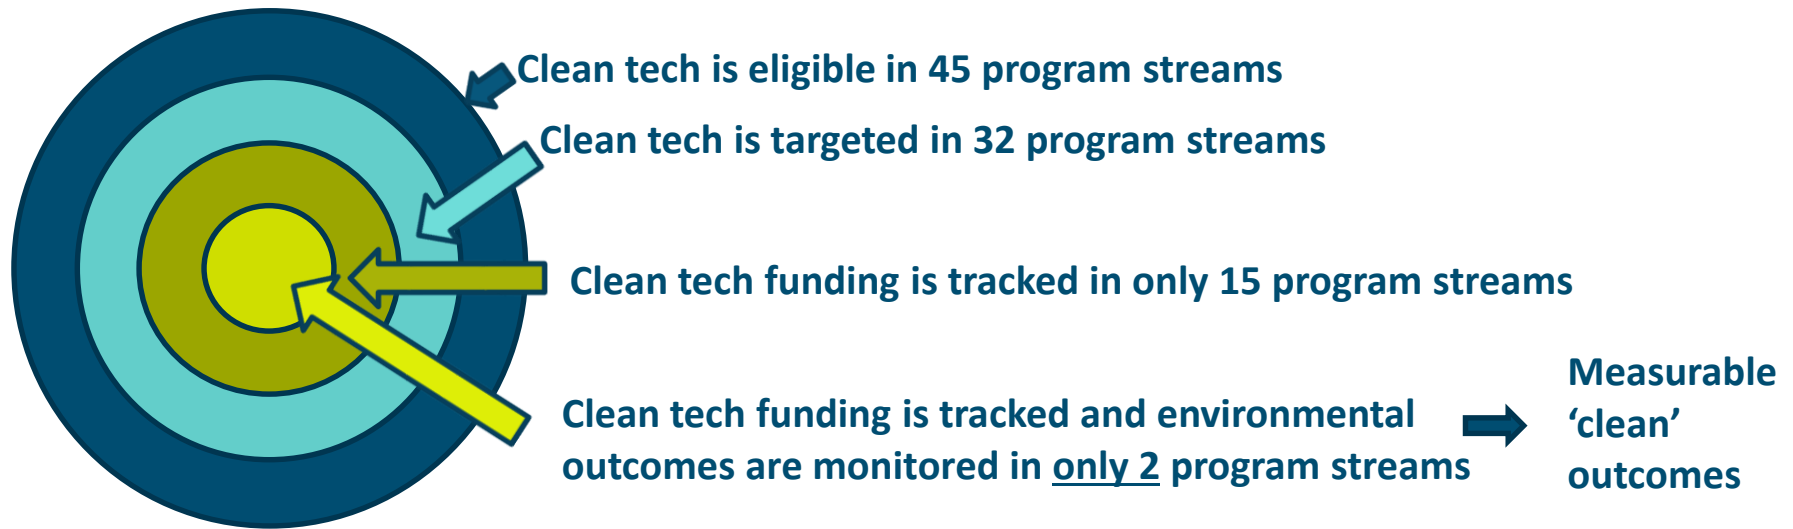 Clean tech is eligible in 45 program streams
Clean tech is targeted in 32 program streams
Clean tech funding is tracked in only 15 program streams
Clean tech funding is tracked and environmental
outcomes are monitored in only 2 program streams
Measurable
‘clean’
outcomes